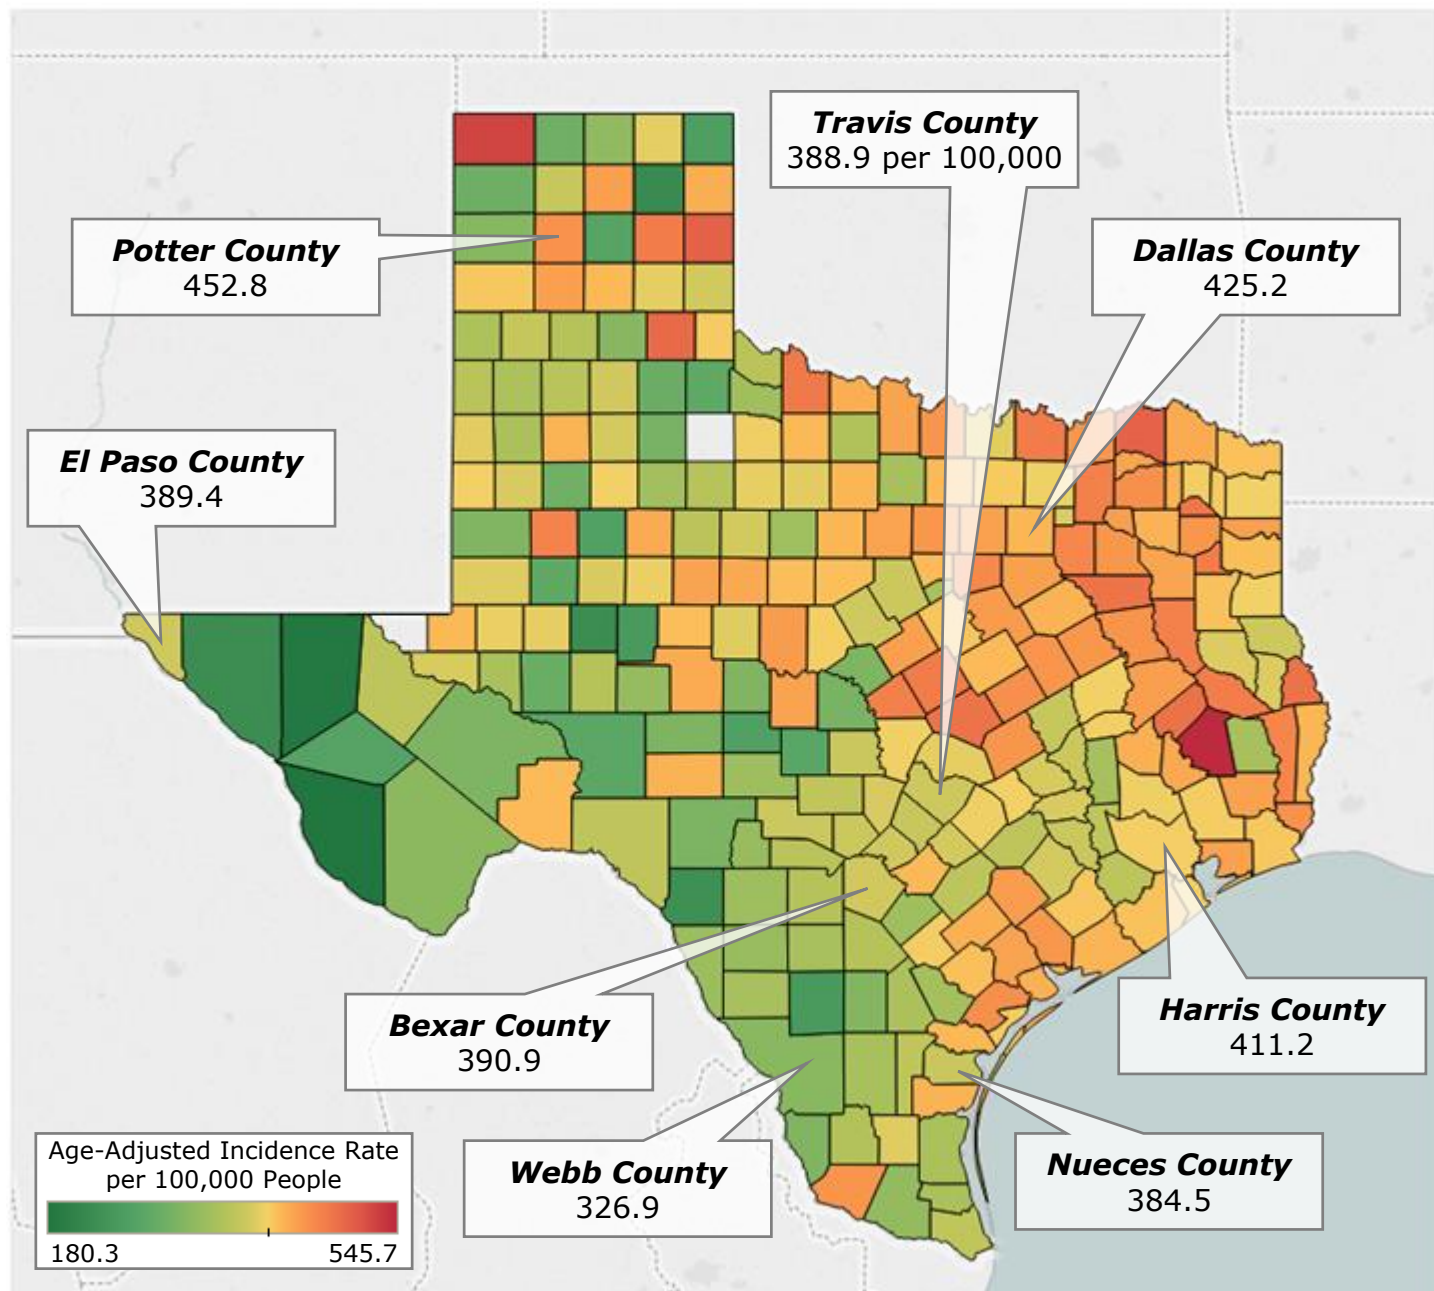 Travis County
388.9 per 100,000
Potter County
452.8
Dallas County
425.2
El Paso County
389.4
Bexar County
390.9
Harris County
411.2
Webb County
326.9
Nueces County
384.5
Age-Adjusted Incidence Rate
per 100,000 People
180.3 545.7